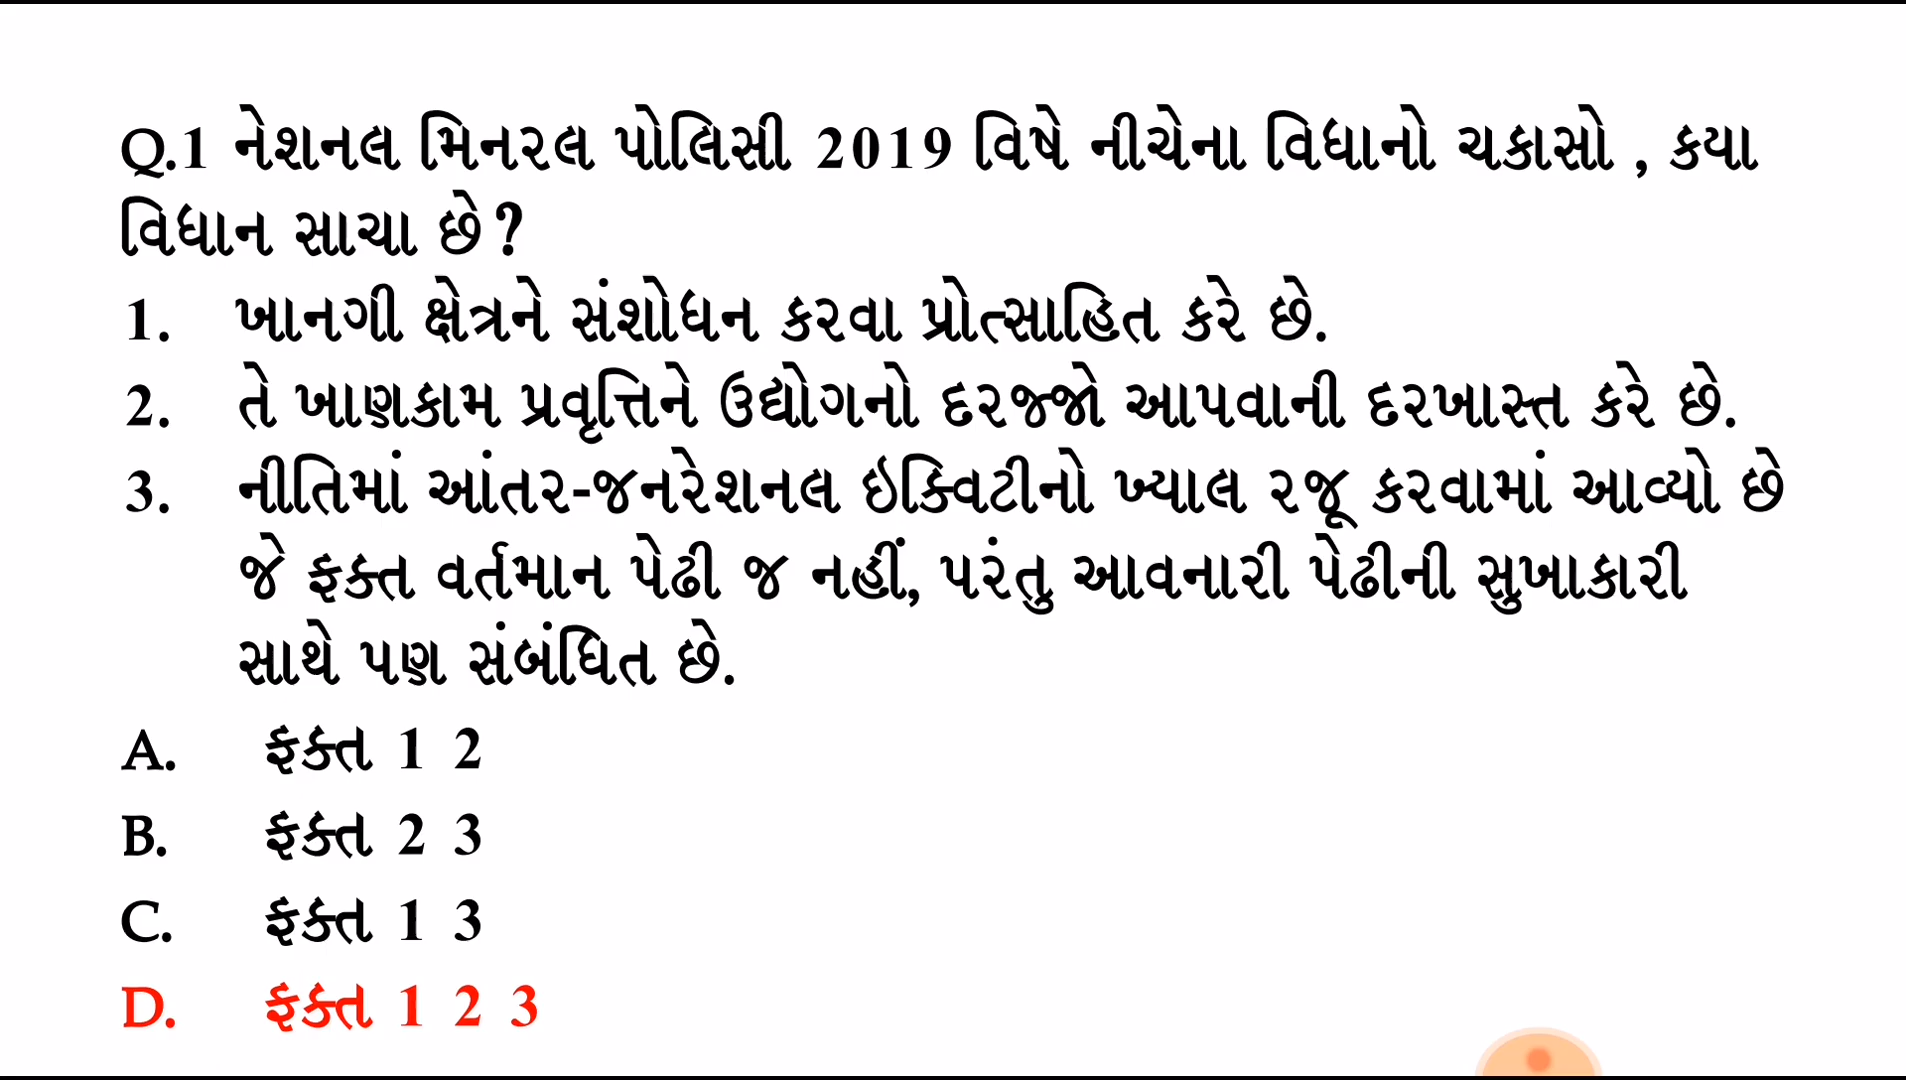 Q.1 નેશનલ મિનરલ પોલિસી 2019 વિષે નીચેના વિધાનો ચકાસો , કયા
વિધાન સાચા છે?
1. ખાનગી ક્ષેત્રને સંશોધન કરવા પ્રોત્સાહિત કરે છે.
2. તે ખાણકામ પ્રવૃત્તિને ઉદ્યોગનો દરજ્જો આપવાની દરખાસ્ત કરે છે.
3. નીતિમાં આંતર-જનરેશનલ ઇક્વિટીનો ખ્યાલ રજૂ કરવામાં આવ્યો છે
જે ફક્ત વર્તમાન પેઢી જ નહીં, પરંતુ આવનારી પેઢીની સુખાકારી
સાથે પણ સંબંધિત છે.
A. ફક્ત 1 2
B. ફક્ત 2 3
C. ફક્ત 1 3
D. ફક્ત 1 2 3